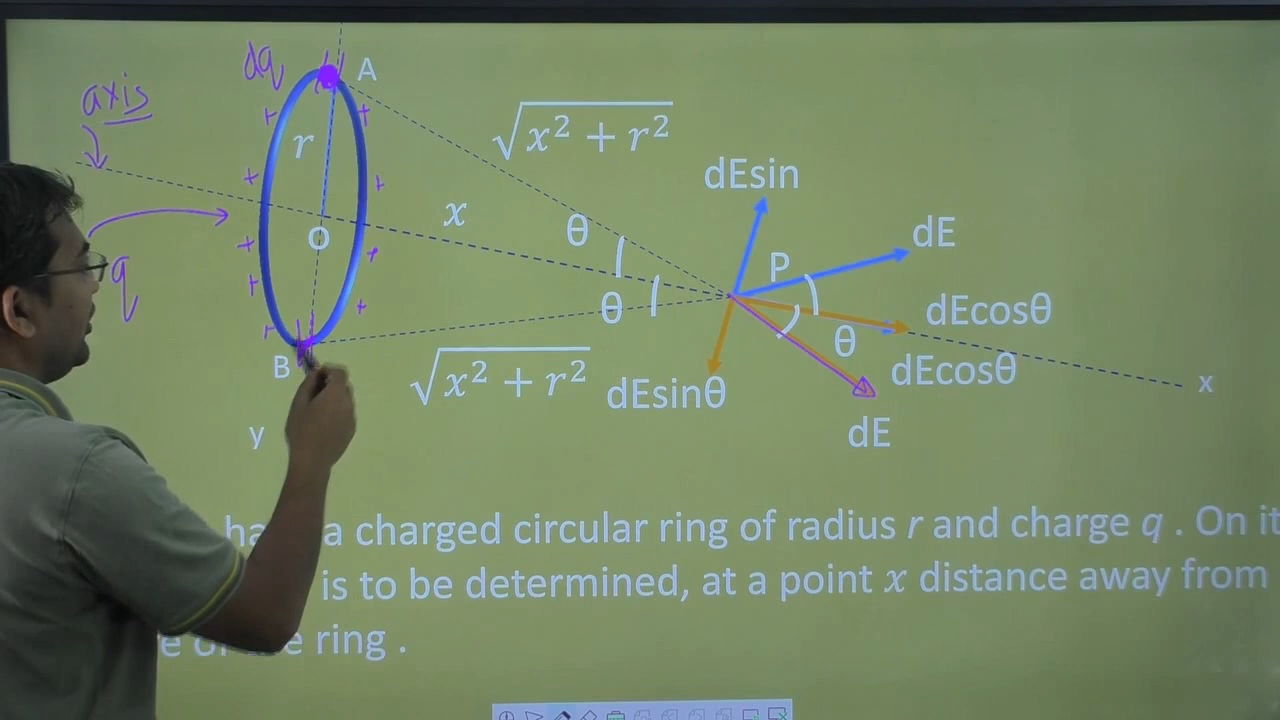 dq
A
axis
r
√(x² + r²)
dEsin
x
θ
dE
O
P
q
θ
dEcosθ
θ
B
√(x² + r²)
dEsinθ
dEcosθ
x
dE
y
a charged circular ring of radius r and charge q . On
is to be determined, at a point x distance away from
ring .